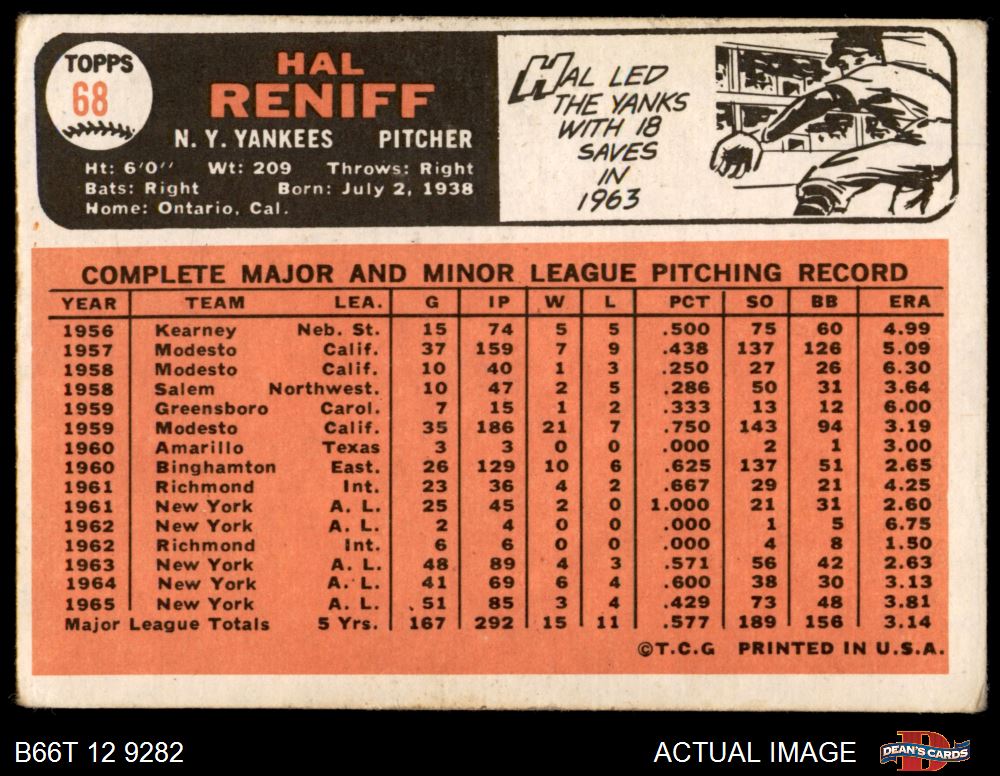 TOPPS
68
HAL
RENIFF
N. Y. YANKEES PITCHER
Ht: 6'0" Wt: 209 Throws: Right
Bats: Right Born: July 2, 1938
Home: Ontario, Cal.
HAL LED
THE YANKS
WITH 18
SAVES
IN
1963
COMPLETE MAJOR AND MINOR LEAGUE PITCHING RECORD
YEAR TEAM LEA. G IP W L PCT SO BB ERA
1956 Kearney Neb. St. 15 74 5 5 .500 75 60 4.99
1957 Modesto Calif. 37 159 7 9 .438 137 126 5.09
1958 Modesto Calif. 10 40 1 3 .250 27 26 6.30
1958 Salem Northwest. 10 47 2 5 .286 50 31 3.64
1959 Greensboro Carol. 7 15 1 2 .333 13 12 6.00
1959 Modesto Calif. 35 186 21 7 .750 143 94 3.19
1960 Amarillo Texas 3 3 0 0 .000 2 1 3.00
1960 Binghamton East. 26 129 10 6 .625 137 51 2.65
1961 Richmond Int. 23 36 4 2 .667 29 21 4.25
1961 New York A. L. 25 45 2 0 1.000 21 31 2.60
1962 New York A. L. 2 4 0 0 .000 1 5 6.75
1962 Richmond Int. 6 6 0 0 .000 4 8 1.50
1963 New York A. L. 48 89 4 3 .571 56 42 2.63
1964 New York A. L. 41 69 6 4 .600 38 30 3.13
1965 New York A. L. 51 85 3 4 .429 73 48 3.81
Major League Totals 5 Yrs. 167 292 15 11 .577 189 156 3.14
©T.C.G PRINTED IN U.S.A.
B66T 12 9282 ACTUAL IMAGE DEAN'S CARDS